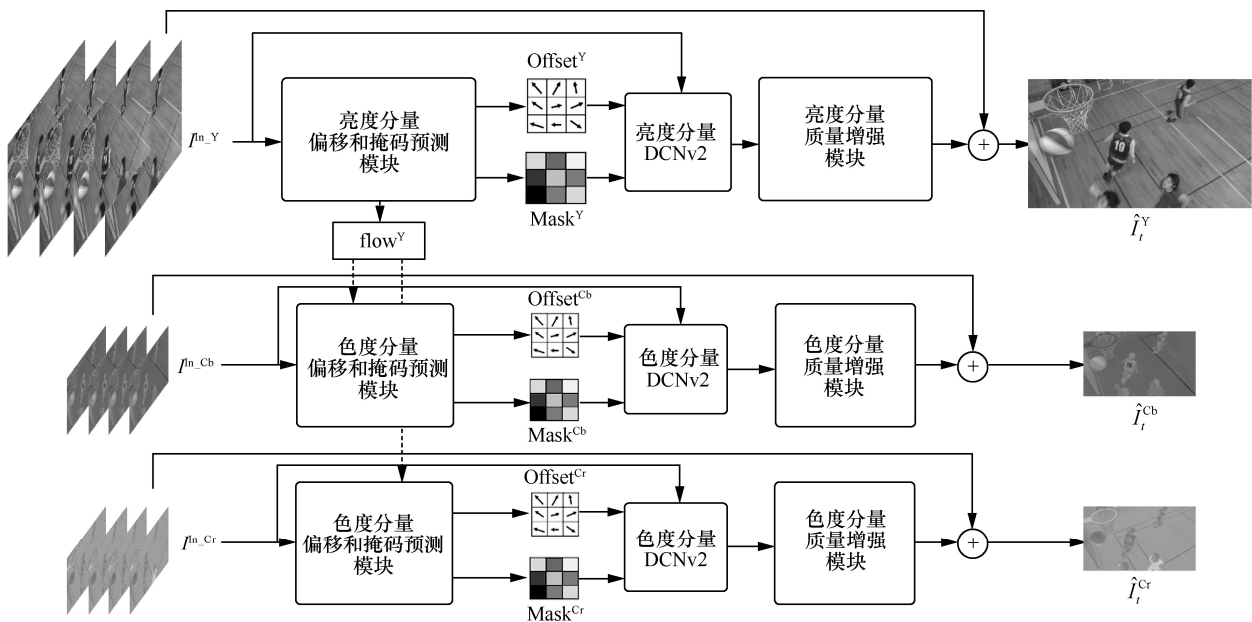 Offset^Y
I^In_Y
亮度分量
偏移和掩码预测
模块
亮度分量
DCNv2
亮度分量
质量增强
模块
+
Mask^Y
Î_t^Y
flow^Y
Offset^Cb
I^In_Cb
色度分量
偏移和掩码预测
模块
色度分量
DCNv2
色度分量
质量增强
模块
+
Mask^Cb
Î_t^Cb
Offset^Cr
I^In_Cr
色度分量
偏移和掩码预测
模块
色度分量
DCNv2
色度分量
质量增强
模块
+
Mask^Cr
Î_t^Cr